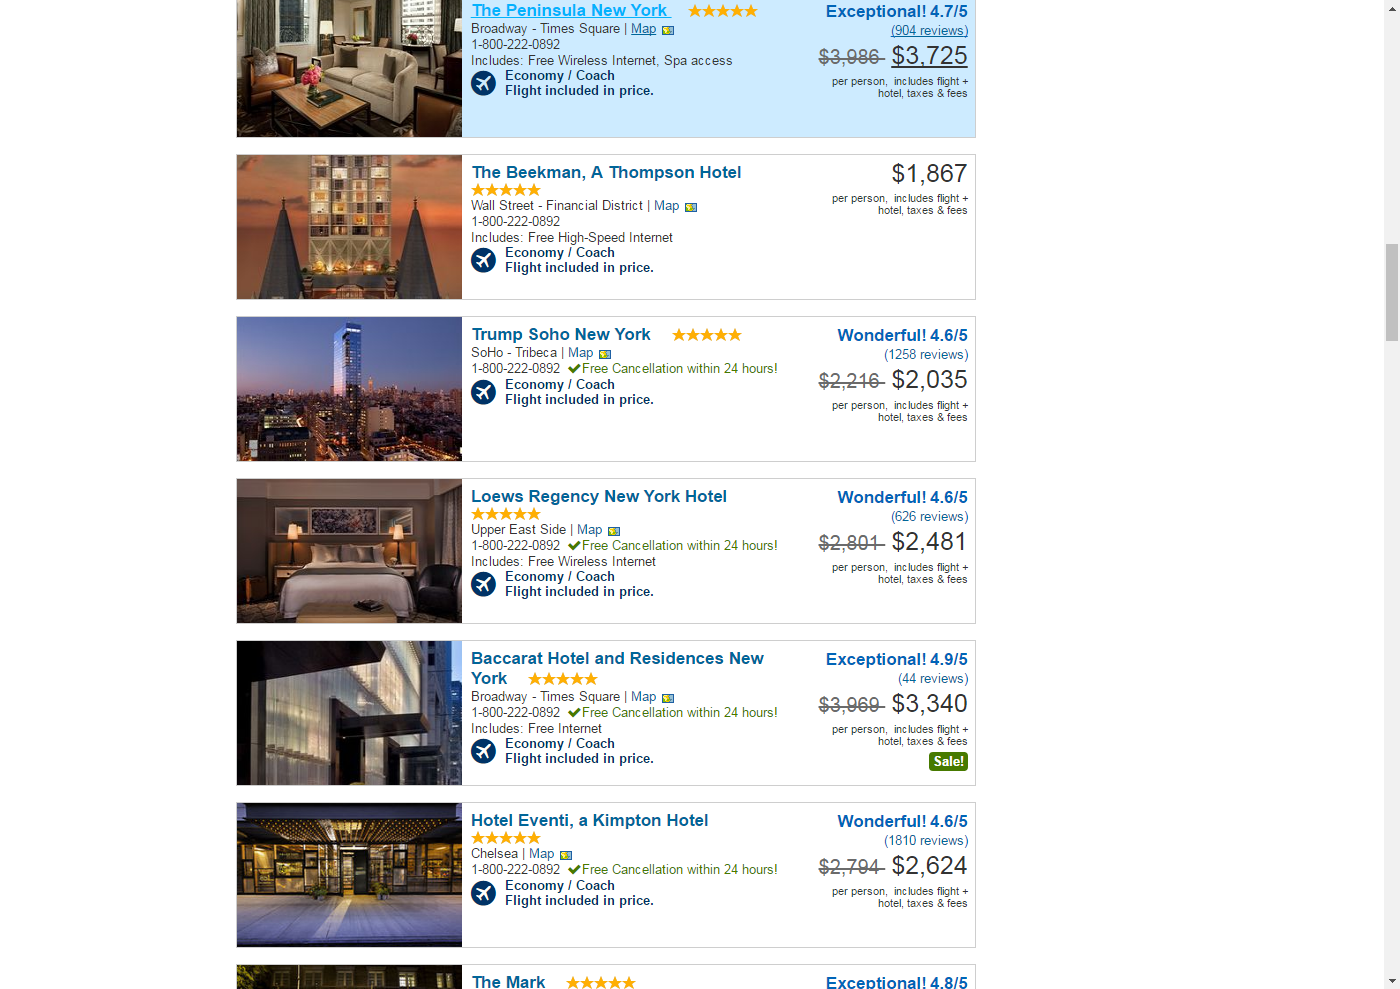 The Peninsula New York
Exceptional! 4.7/5
Broadway - Times Square | Map
(904 reviews)
1-800-222-0892
$3,986 $3,725
Includes: Free Wireless Internet, Spa access
Economy / Coach
Flight included in price.
per person, includes flight +
hotel, taxes & fees
The Beekman, A Thompson Hotel
$1,867
Wall Street - Financial District | Map
per person, includes flight +
hotel, taxes & fees
1-800-222-0892
Includes: Free High-Speed Internet
Economy / Coach
Flight included in price.
Trump Soho New York
Wonderful! 4.6/5
SoHo - Tribeca | Map
(1258 reviews)
1-800-222-0892 Free Cancellation within 24 hours!
$2,216 $2,035
Economy / Coach
Flight included in price.
per person, includes flight +
hotel, taxes & fees
Loews Regency New York Hotel
Wonderful! 4.6/5
(626 reviews)
Upper East Side | Map
1-800-222-0892 Free Cancellation within 24 hours!
$2,801 $2,481
Includes: Free Wireless Internet
Economy / Coach
Flight included in price.
per person, includes flight +
hotel, taxes & fees
Baccarat Hotel and Residences New
York
Exceptional! 4.9/5
(44 reviews)
Broadway - Times Square | Map
$3,969 $3,340
1-800-222-0892 Free Cancellation within 24 hours!
Includes: Free Internet
per person, includes flight +
hotel, taxes & fees
Economy / Coach
Flight included in price.
Sale!
Hotel Eventi, a Kimpton Hotel
Wonderful! 4.6/5
(1810 reviews)
Chelsea | Map
1-800-222-0892 Free Cancellation within 24 hours!
$2,794 $2,624
Economy / Coach
Flight included in price.
per person, includes flight +
hotel, taxes & fees
The Mark
Exceptional! 4.8/5